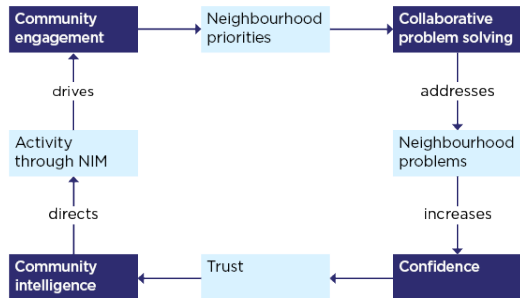 Community
engagement
Neighbourhood
priorities
Collaborative
problem solving
drives
addresses
Activity
through NIM
Neighbourhood
problems
directs
increases
Community
intelligence
Trust
Confidence